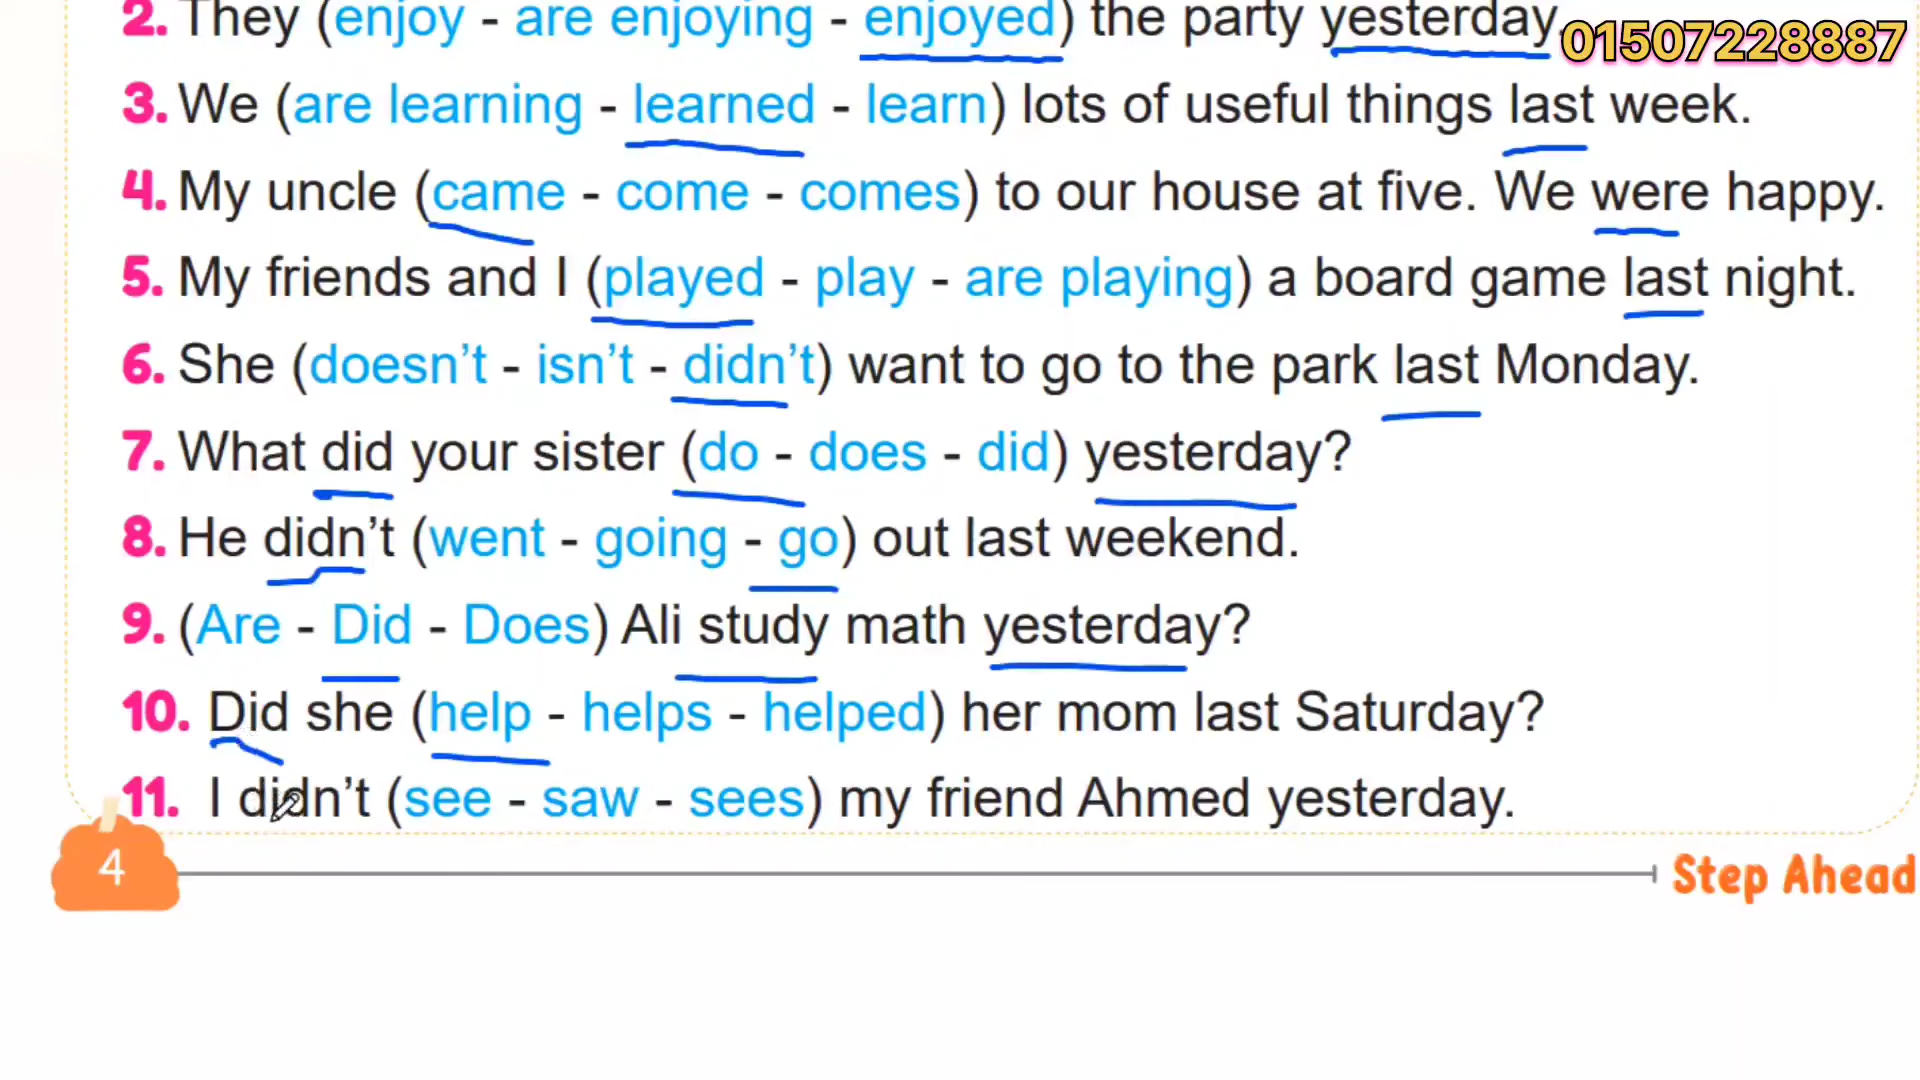 2. They (enjoy - are enjoying - enjoyed) the party yesterday.
01507228887
3. We (are learning - learned - learn) lots of useful things last week.
4. My uncle (came - come - comes) to our house at five. We were happy.
5. My friends and I (played - play - are playing) a board game last night.
6. She (doesn’t - isn’t - didn’t) want to go to the park last Monday.
7. What did your sister (do - does - did) yesterday?
8. He didn’t (went - going - go) out last weekend.
9. (Are - Did - Does) Ali study math yesterday?
10. Did she (help - helps - helped) her mom last Saturday?
11. I didn’t (see - saw - sees) my friend Ahmed yesterday.
4
Step Ahead